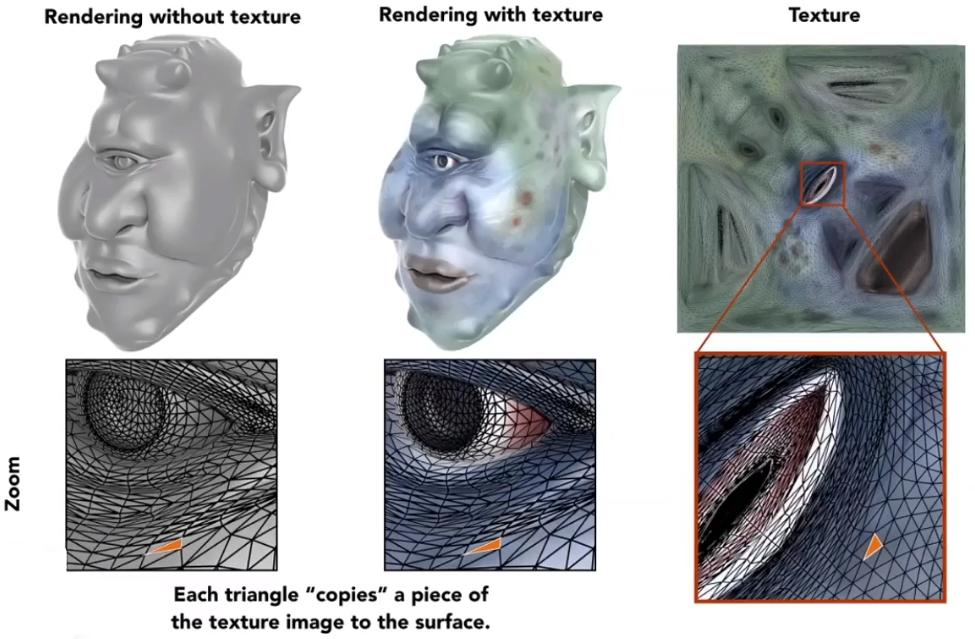 Rendering without texture
Rendering with texture
Texture
Zoom
Each triangle “copies” a piece of
the texture image to the surface.